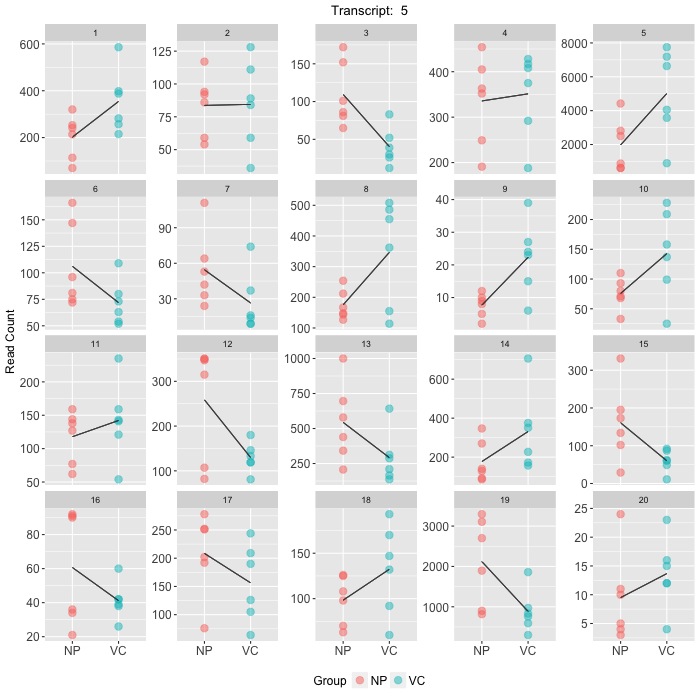 Transcript: 5
1 2 3 4 5
600 400 200
125 100 75 50
150 100 50
400 300 200
8000 6000 4000 2000
6 7 8 9 10
150 125 100 75 50
90 60 30
500 400 300 200 100
40 30 20 10
200 150 100 50
Read Count
11 12 13 14 15
200 150 100 50
300 200 100
1000 750 500 250
600 400 200
300 200 100 0
16 17 18 19 20
80 60 40 20
250 200 150 100
150 100
3000 2000 1000
25 20 15 10 5
NP VC NP VC NP VC NP VC NP VC
Group NP VC